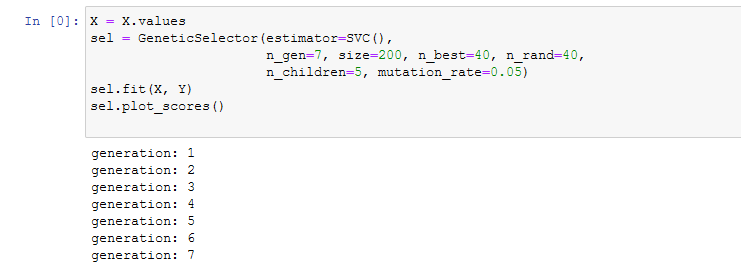 In [0]: X = X.values
sel = GeneticSelector(estimator=SVC(),
n_gen=7, size=200, n_best=40, n_rand=40,
n_children=5, mutation_rate=0.05)
sel.fit(X, Y)
sel.plot_scores()
generation: 1
generation: 2
generation: 3
generation: 4
generation: 5
generation: 6
generation: 7